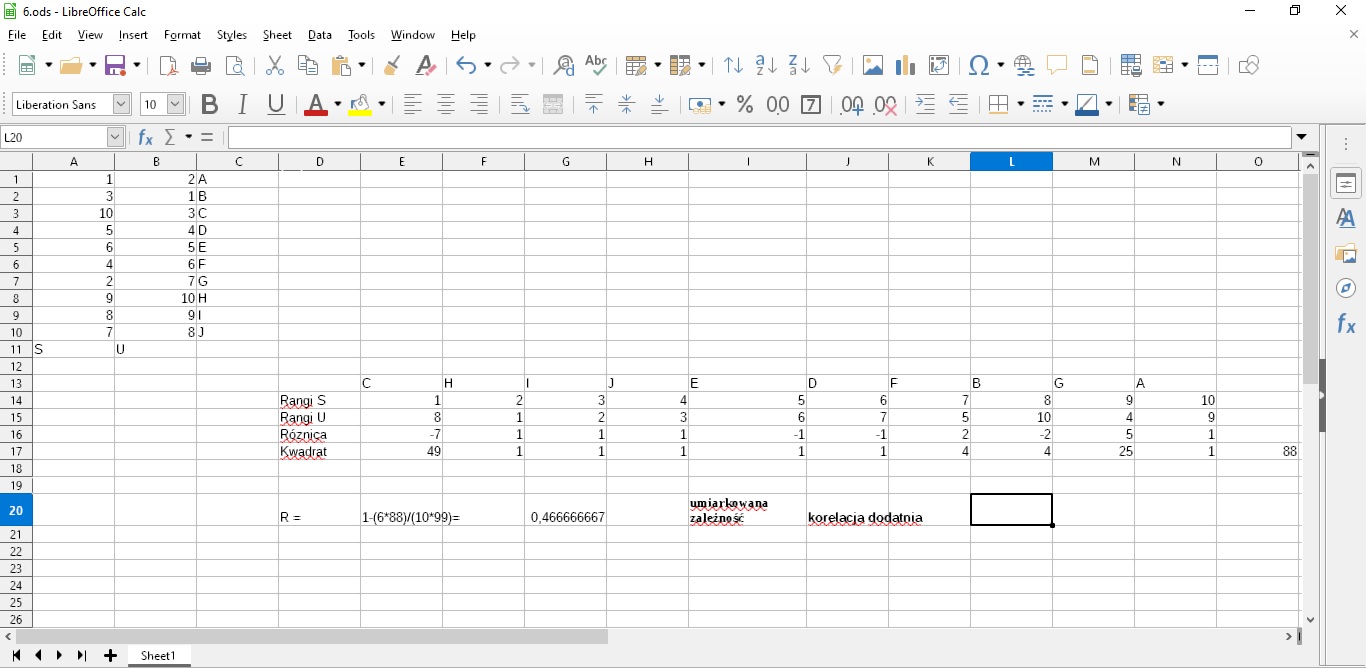 6.ods - LibreOffice Calc
File Edit View Insert Format Styles Sheet Data Tools Window Help
Liberation Sans 10
L20
A B C D E F G H I J K L M N O
1 1 2 A
2 3 1 B
3 10 3 C
4 5 4 D
5 6 5 E
6 4 6 F
7 2 7 G
8 9 10 H
9 8 9 I
10 7 8 J
11 S U
12
13 C H I J E D F B G A
14 Rangi S 1 2 3 4 5 6 7 8 9 10
15 Rangi U 8 1 2 3 6 7 5 10 4 9
16 Róznica -7 1 1 1 -1 -1 2 -2 5 1
17 Kwadrat 49 1 1 1 1 1 4 4 25 1 88
18
19
20 R = 1-(6*88)/(10*99)= 0,466666667 umiarkowana
zależność korelacja dodatnia
21
22
23
24
25
26
Sheet1